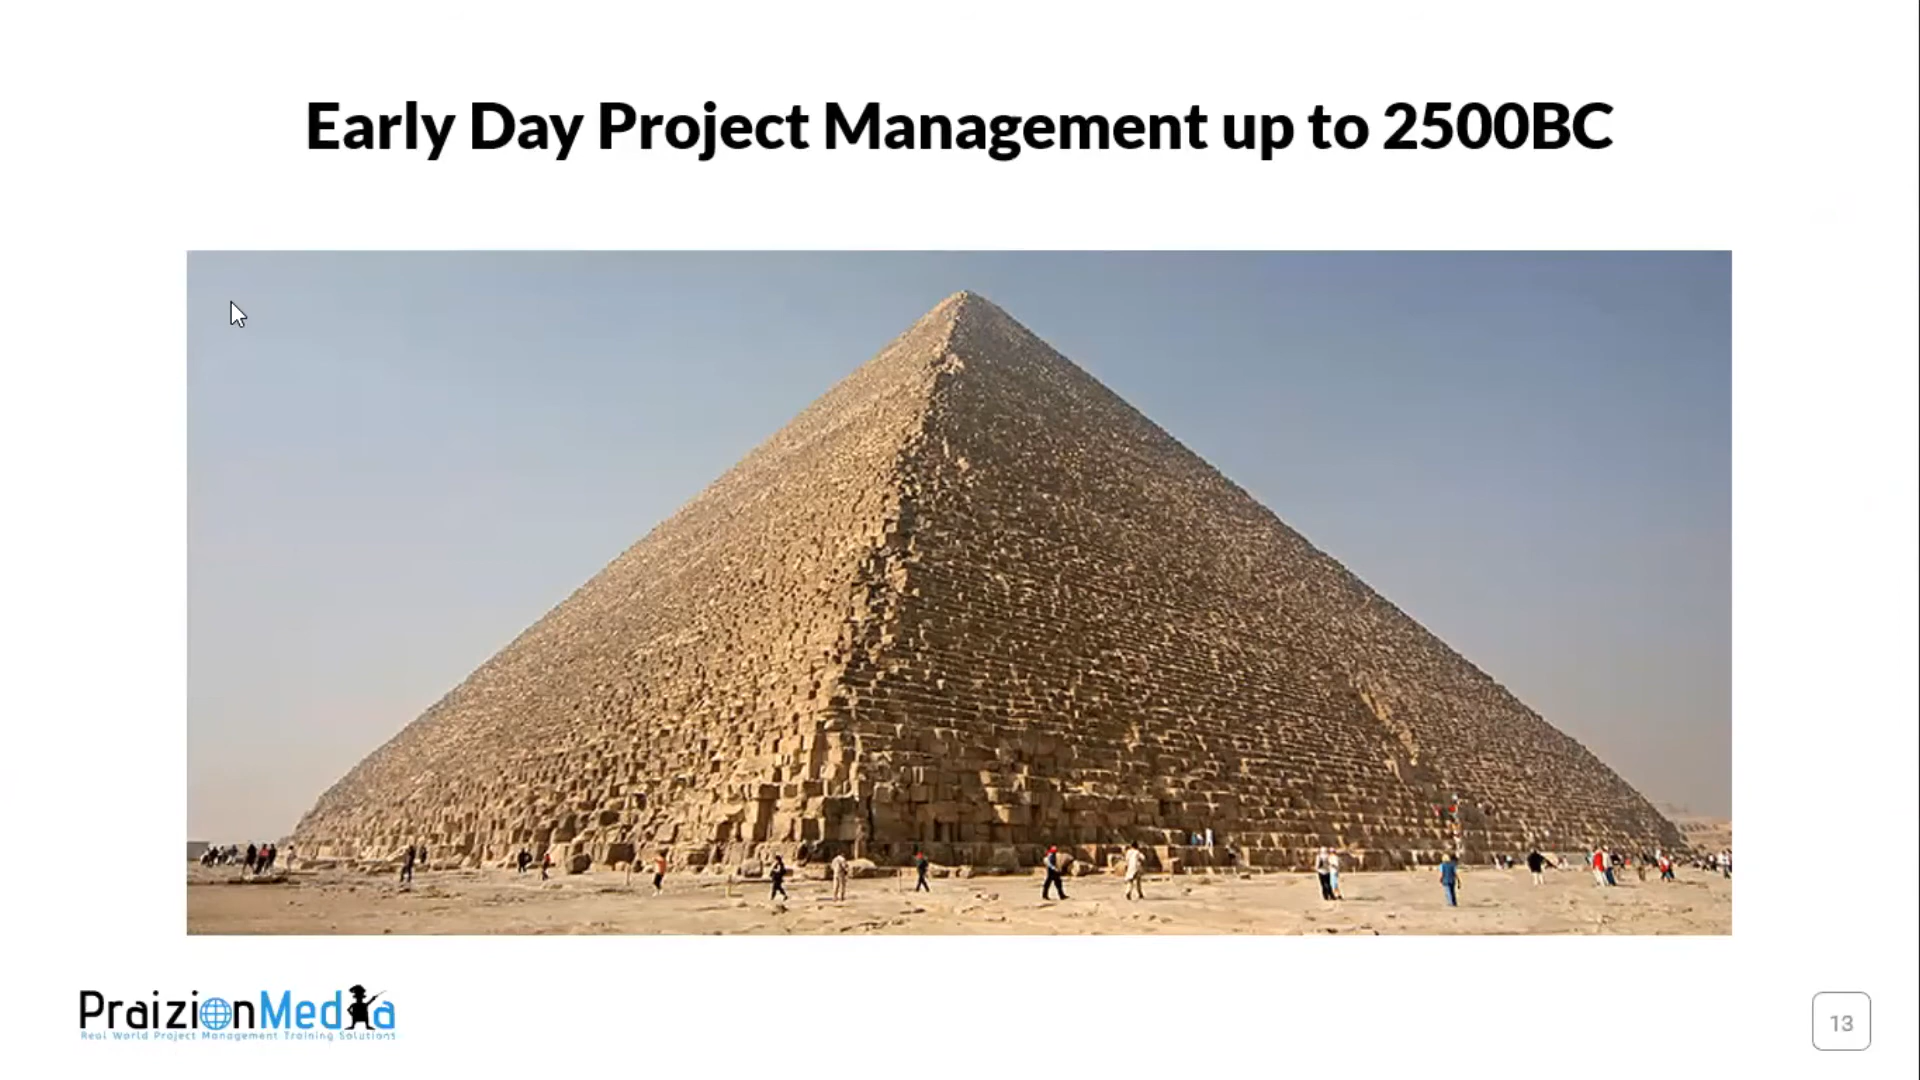 Early Day Project Management up to 2500BC
PraizionMedia
Real World Project Management Training Solutions
13